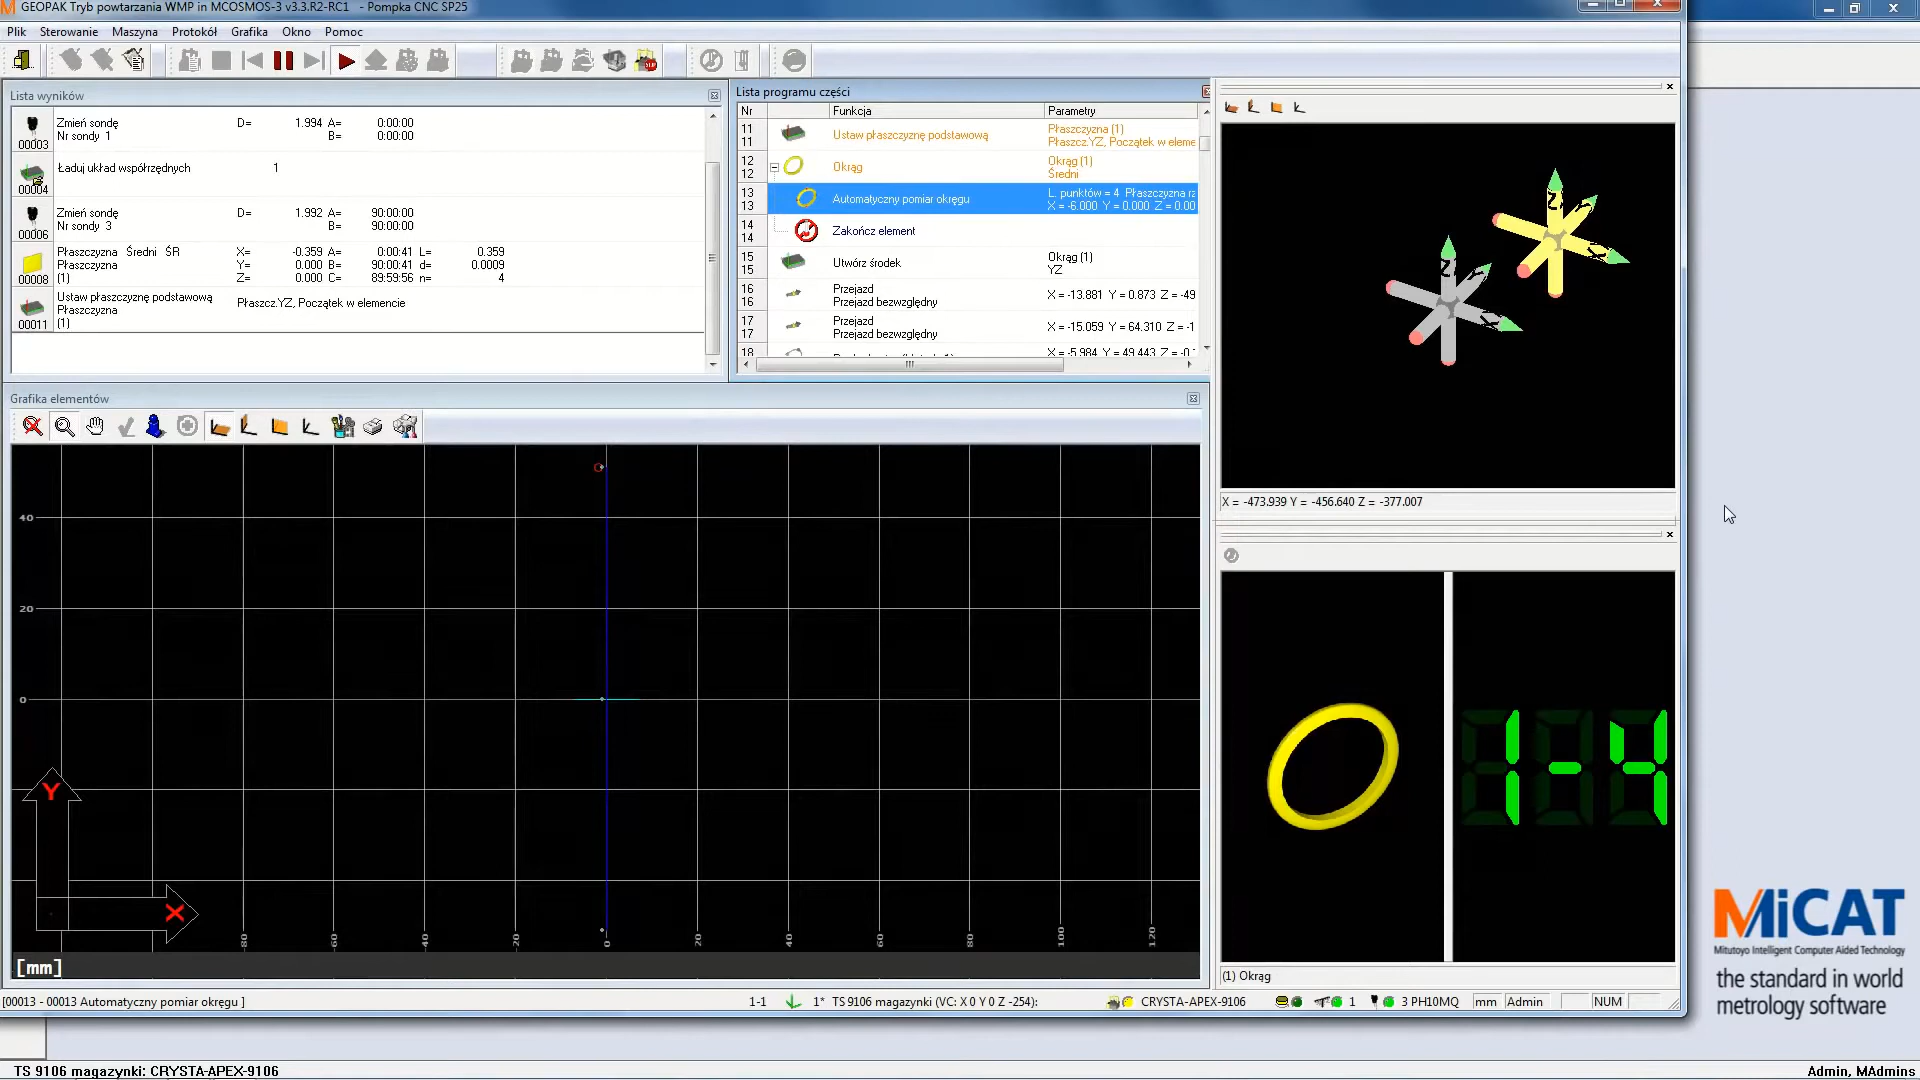 GEOPAK Tryb powtarzania WMP in MCOSMOS-3 v3.3.R2-RC1 - Pompka CNC SP25
Plik Sterowanie Maszyna Protokół Grafika Okno Pomoc
Lista wyników
00003 Zmień sondę D= 1.994 A= 0:00:00
Nr sondy 1 B= 0:00:00
00004 Ładuj układ współrzędnych 1
00006 Zmień sondę D= 1.992 A= 90:00:00
Nr sondy 3 B= 90:00:00
00008 Płaszczyzna Średni ŚR X= -0.359 A= 0:00:41 L= 0.359
Płaszczyzna Y= 0.000 B= 90:00:41 d= 0.0009
(1) Z= 0.000 C= 89:59:56 n= 4
00011 Ustaw płaszczyznę podstawową Płaszcz.YZ, Początek w elemencie
Płaszczyzna
(1)
Lista programu części
Nr Funkcja Parametry
11 Ustaw płaszczyznę podstawową Płaszczyzna (1)
11 Płaszcz.YZ, Początek w eleme
12 Okrąg Okrąg (1)
12 Średni
13 Automatyczny pomiar okręgu L. punktów = 4 Płaszczyzna rz
13 X = -6.000 Y = 0.000 Z = 0.00
14 Zakończ element
14
15 Utwórz środek Okrąg (1)
15 YZ
16 Przejazd
16 Przejazd bezwzględny X = -13.881 Y = 0.873 Z = -49
17 Przejazd
17 Przejazd bezwzględny X = -15.059 Y = 64.310 Z = -1
18 X = -5.984 Y = 49.443 Z = -0.
Z
X
Z
X
X = -473.939 Y = -456.640 Z = -377.007
Grafika elementów
40
20
0
Y
X
-80 -60 -40 -20 0 20 40 60 80 100 120
[mm]
1-4
(1) Okrąg
[00013 - 00013 Automatyczny pomiar okręgu ] 1-1 1* TS 9106 magazynki (VC: X 0 Y 0 Z -254): CRYSTA-APEX-9106 1 3 PH10MQ mm Admin NUM
MiCAT
Mitutoyo Intelligent Computer Aided Technology
the standard in world
metrology software
TS 9106 magazynki: CRYSTA-APEX-9106 Admin, MAdmins